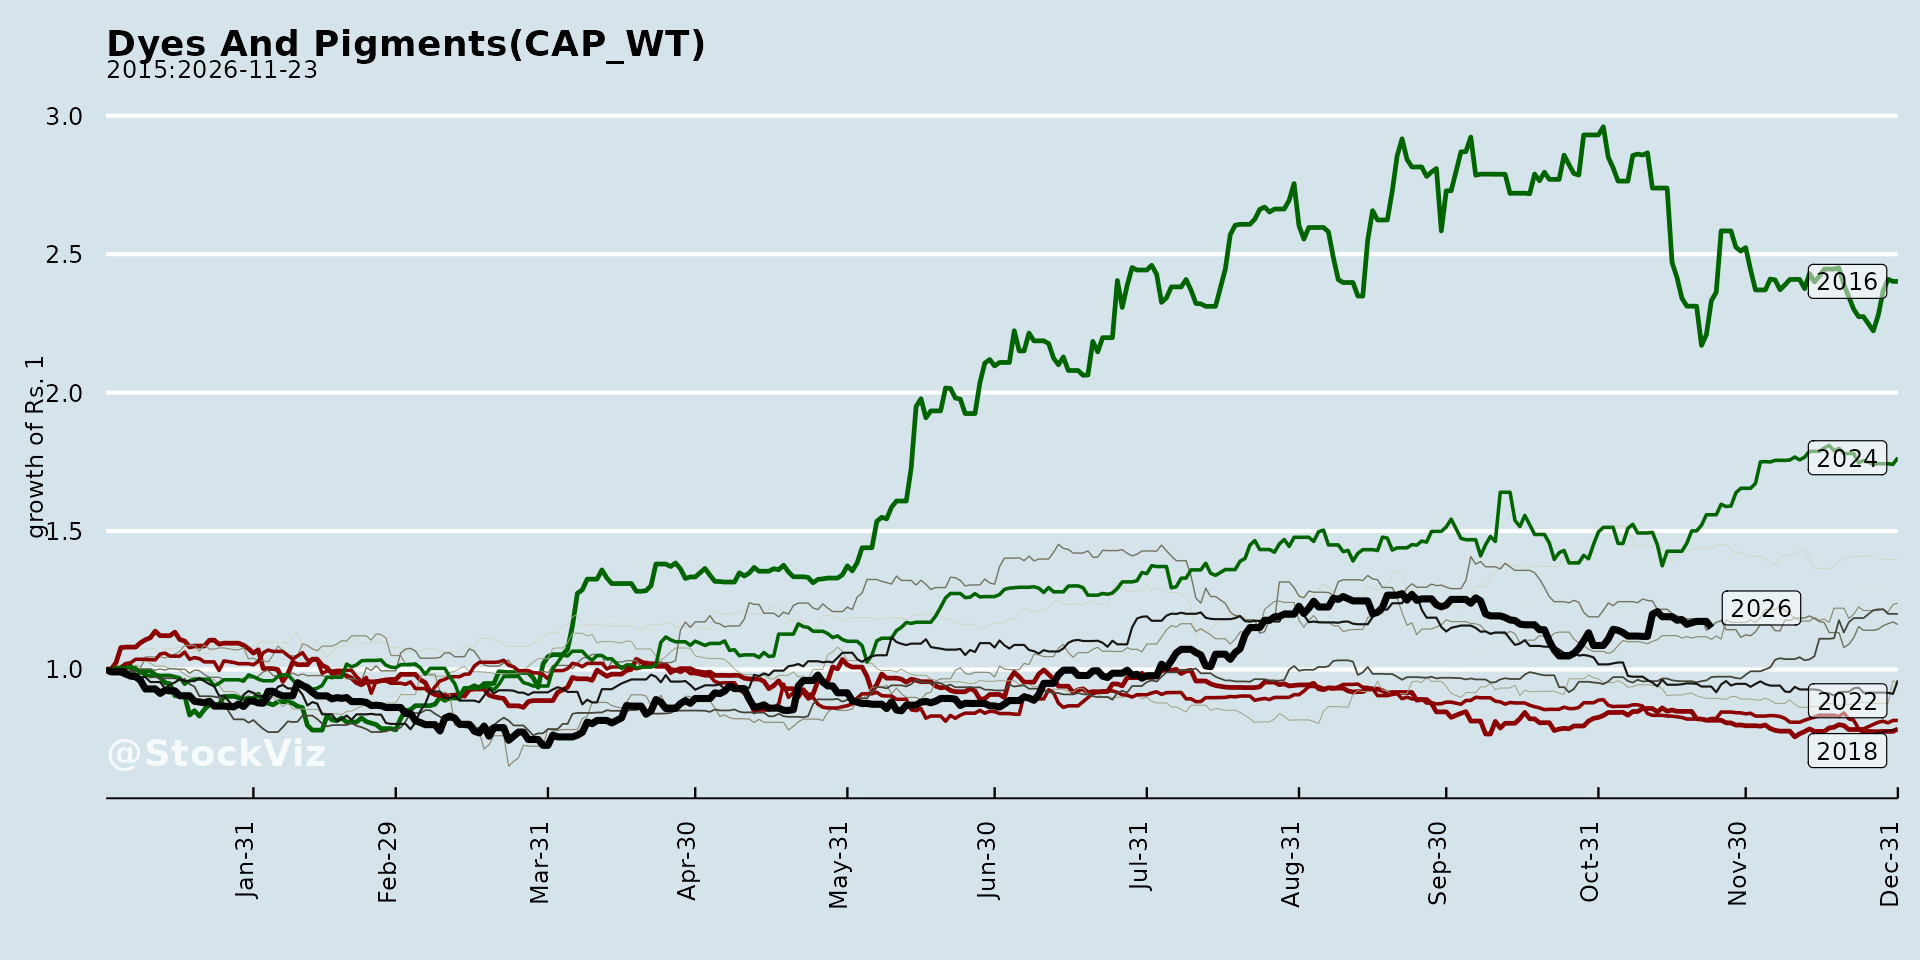 Dyes And Pigments(CAP_WT)
2015:2026-11-23
growth of Rs. 1
3.0
2.5
2.0
1.5
1.0
2016
2024
2026
2022
2018
@StockViz
Jan-31
Feb-29
Mar-31
Apr-30
May-31
Jun-30
Jul-31
Aug-31
Sep-30
Oct-31
Nov-30
Dec-31